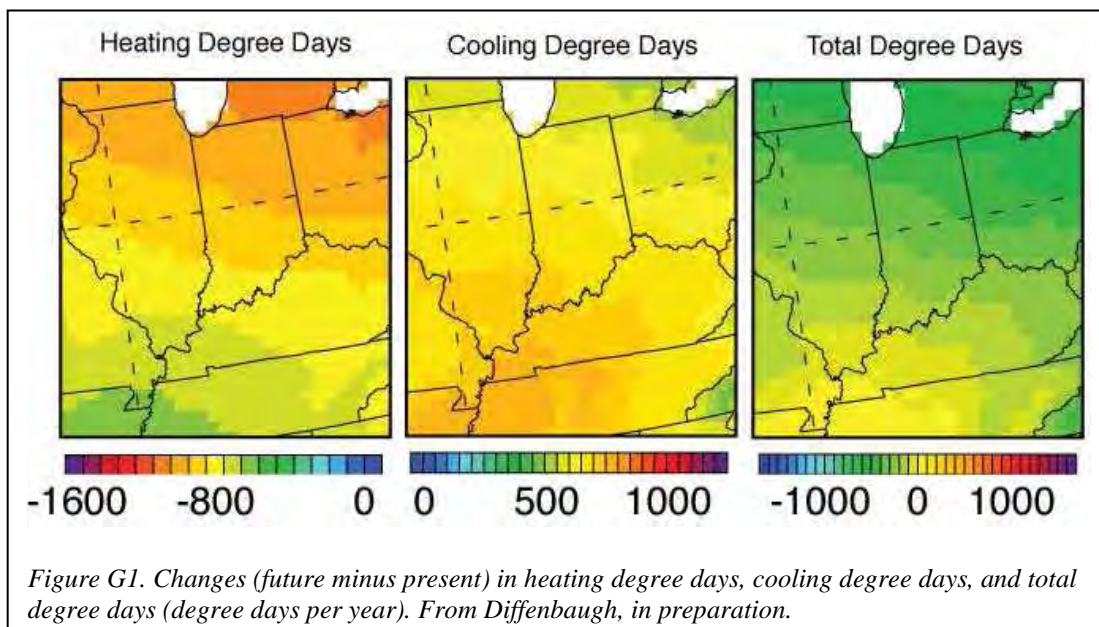 Heating Degree Days
Cooling Degree Days
Total Degree Days
-1600 -800 0
0 500 1000
-1000 0 1000
Figure G1. Changes (future minus present) in heating degree days, cooling degree days, and total
degree days (degree days per year). From Diffenbaugh, in preparation.